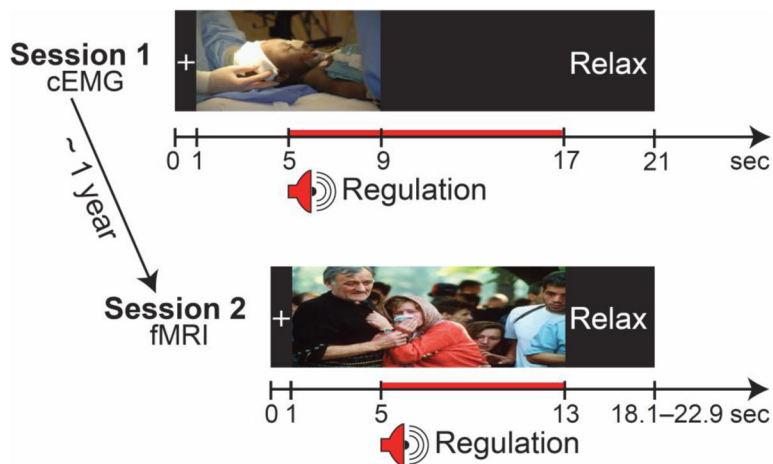 Session 1
cEMG
+
Relax
0 1 5 9 17 21 sec
Regulation
~ 1 year
Session 2
fMRI
+
Relax
0 1 5 13 18.1–22.9 sec
Regulation